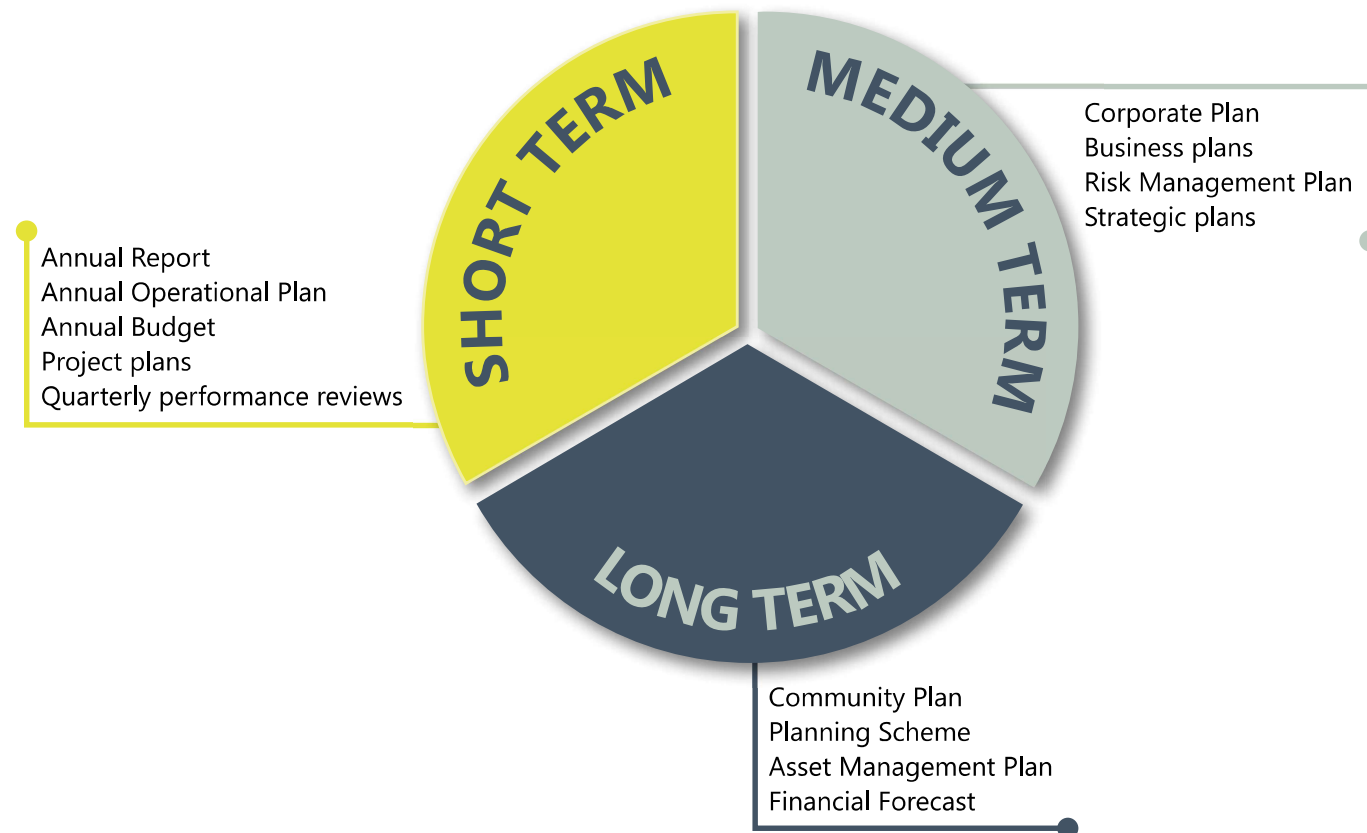 SHORT TERM
Annual Report
Annual Operational Plan
Annual Budget
Project plans
Quarterly performance reviews
MEDIUM TERM
Corporate Plan
Business plans
Risk Management Plan
Strategic plans
LONG TERM
Community Plan
Planning Scheme
Asset Management Plan
Financial Forecast